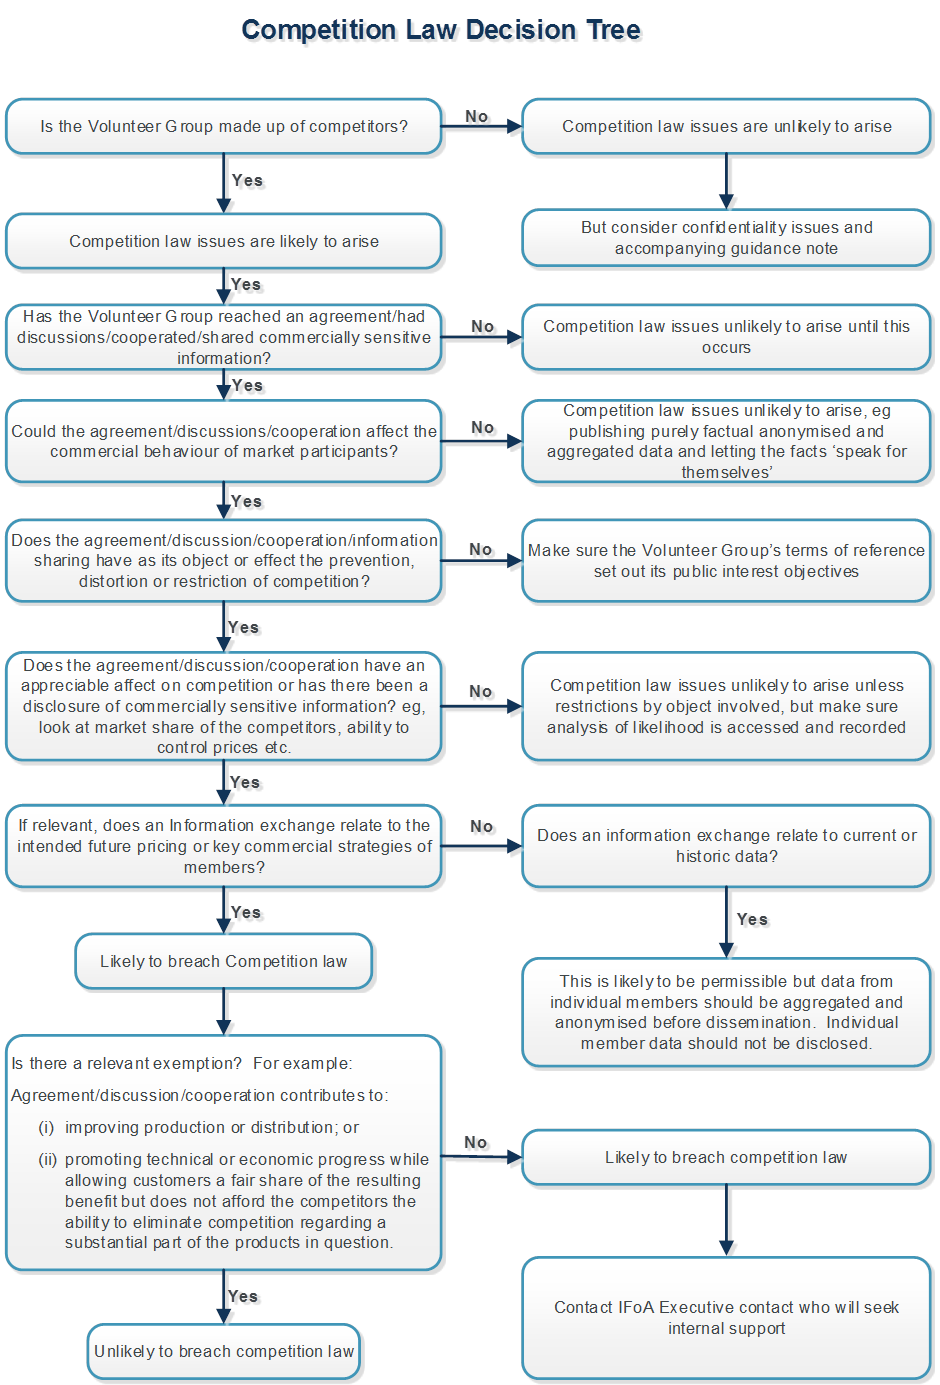 Competition Law Decision Tree
Is the Volunteer Group made up of competitors?
No
Competition law issues are unlikely to arise
Yes
But consider confidentiality issues and
accompanying guidance note
Competition law issues are likely to arise
Yes
Has the Volunteer Group reached an agreement/had
discussions/cooperated/shared commercially sensitive
information?
No
Competition law issues unlikely to arise until this
occurs
Yes
Could the agreement/discussions/cooperation affect the
commercial behaviour of market participants?
No
Competition law issues unlikely to arise, eg
publishing purely factual anonymised and
aggregated data and letting the facts ‘speak for
themselves’
Yes
Does the agreement/discussion/cooperation/information
sharing have as its object or effect the prevention,
distortion or restriction of competition?
No
Make sure the Volunteer Group’s terms of reference
set out its public interest objectives
Yes
Does the agreement/discussion/cooperation have an
appreciable affect on competition or has there been a
disclosure of commercially sensitive information? eg,
look at market share of the competitors, ability to
control prices etc.
No
Competition law issues unlikely to arise unless
restrictions by object involved, but make sure
analysis of likelihood is accessed and recorded
Yes
If relevant, does an Information exchange relate to the
intended future pricing or key commercial strategies of
members?
No
Does an information exchange relate to current or
historic data?
Yes
Yes
Likely to breach Competition law
This is likely to be permissible but data from
individual members should be aggregated and
anonymised before dissemination.  Individual
member data should not be disclosed.
Is there a relevant exemption?  For example:
Agreement/discussion/cooperation contributes to:
(i) improving production or distribution; or
(ii) promoting technical or economic progress while
allowing customers a fair share of the resulting
benefit but does not afford the competitors the
ability to eliminate competition regarding a
substantial part of the products in question.
No
Likely to breach competition law
Yes
Contact IFoA Executive contact who will seek
internal support
Unlikely to breach competition law